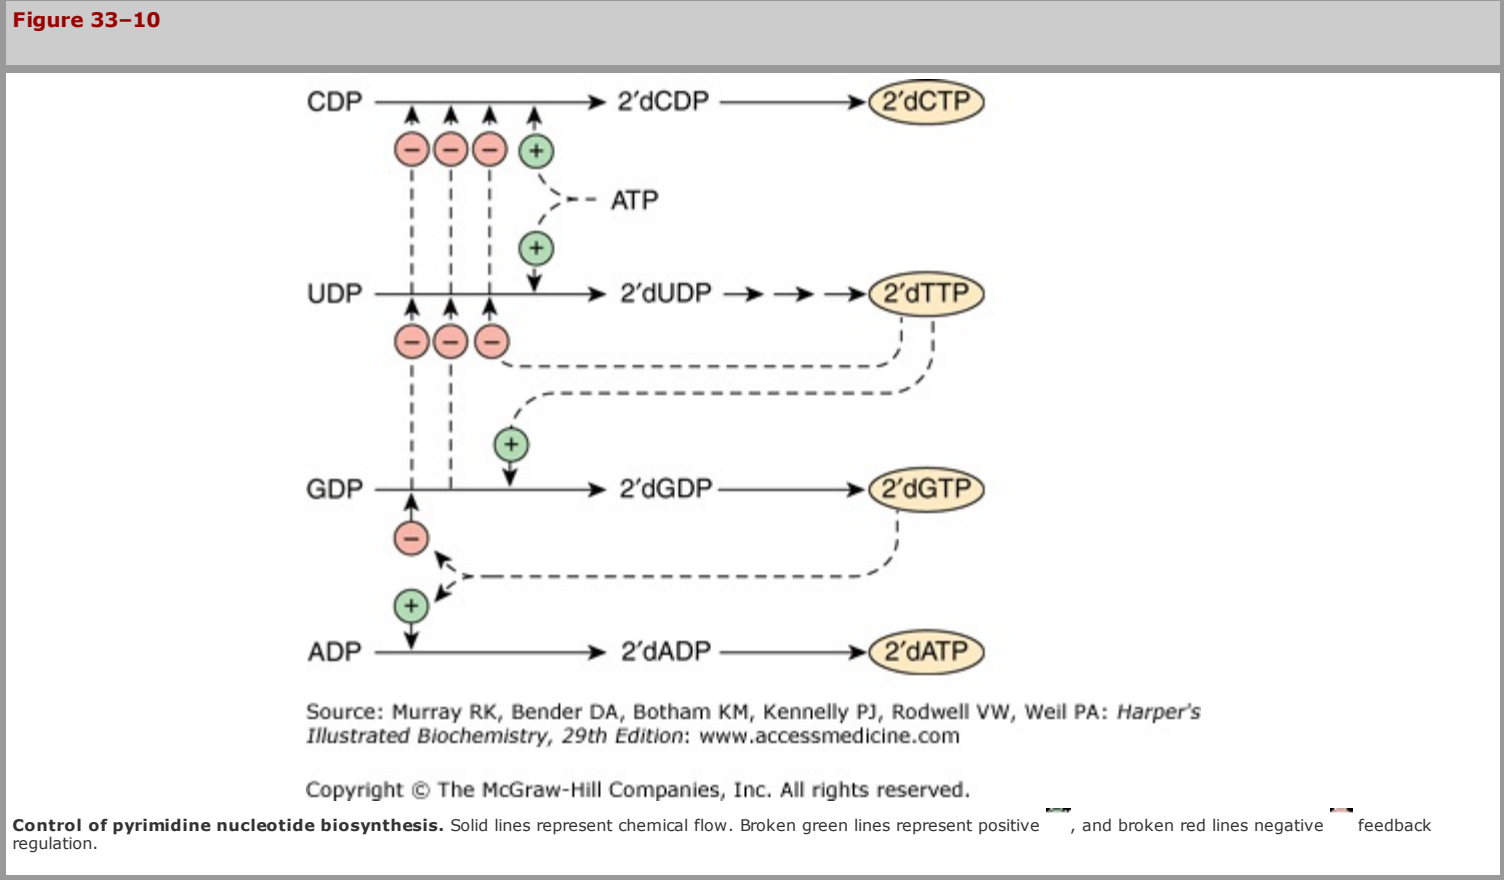 Figure 33–10
CDP 2′dCDP 2′dCTP
− − − +
ATP
+
UDP 2′dUDP 2′dTTP
− − −
+
GDP 2′dGDP 2′dGTP
−
+
ADP 2′dADP 2′dATP
Source: Murray RK, Bender DA, Botham KM, Kennelly PJ, Rodwell VW, Weil PA: Harper's
Illustrated Biochemistry, 29th Edition: www.accessmedicine.com
Copyright © The McGraw-Hill Companies, Inc. All rights reserved.
Control of pyrimidine nucleotide biosynthesis. Solid lines represent chemical flow. Broken green lines represent positive , and broken red lines negative feedback
regulation.